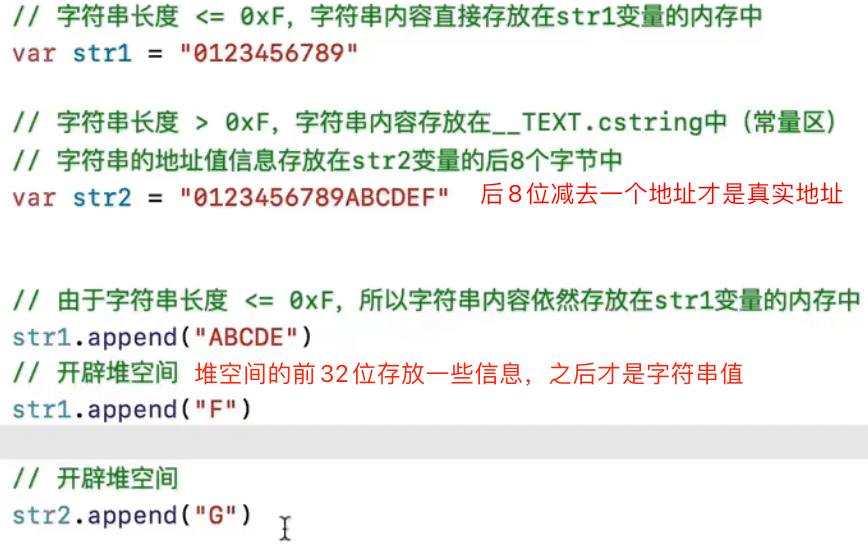 // 字符串长度 <= 0xF，字符串内容直接存放在str1变量的内存中
var str1 = "0123456789"
// 字符串长度 > 0xF，字符串内容存放在__TEXT.cstring中（常量区）
// 字符串的地址值信息存放在str2变量的后8个字节中
var str2 = "0123456789ABCDEF" 后8位减去一个地址才是真实地址
// 由于字符串长度 <= 0xF，所以字符串内容依然存放在str1变量的内存中
str1.append("ABCDE")
// 开辟堆空间 堆空间的前32位存放一些信息，之后才是字符串值
str1.append("F")
// 开辟堆空间
str2.append("G")